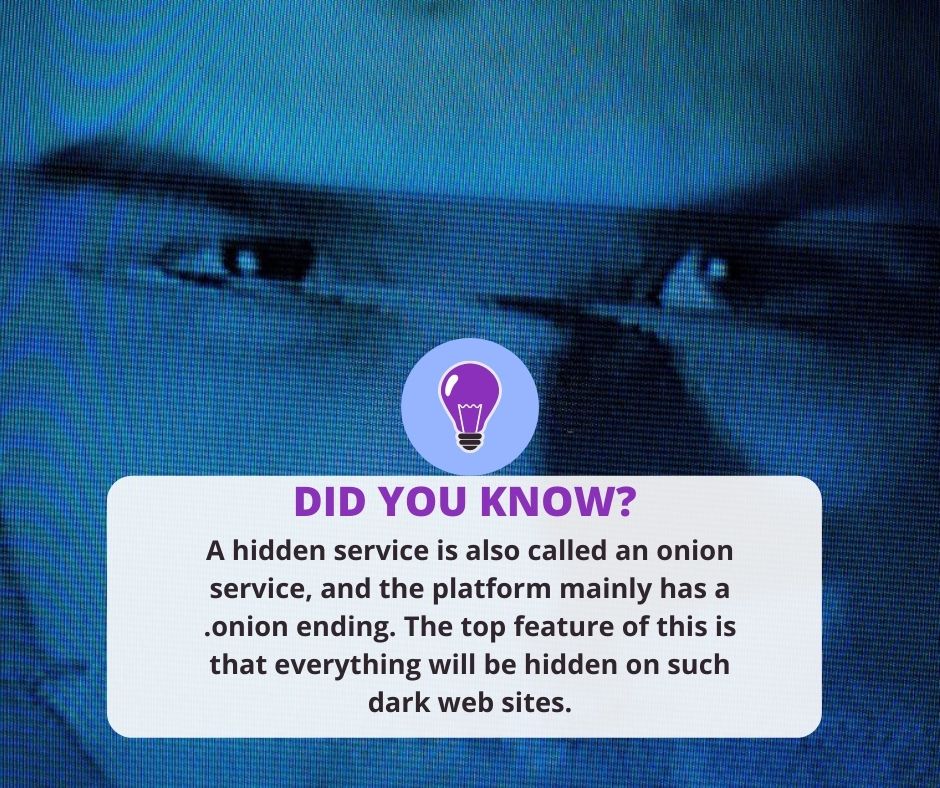 DID YOU KNOW?
A hidden service is also called an onion
service, and the platform mainly has a
.onion ending. The top feature of this is
that everything will be hidden on such
dark web sites.